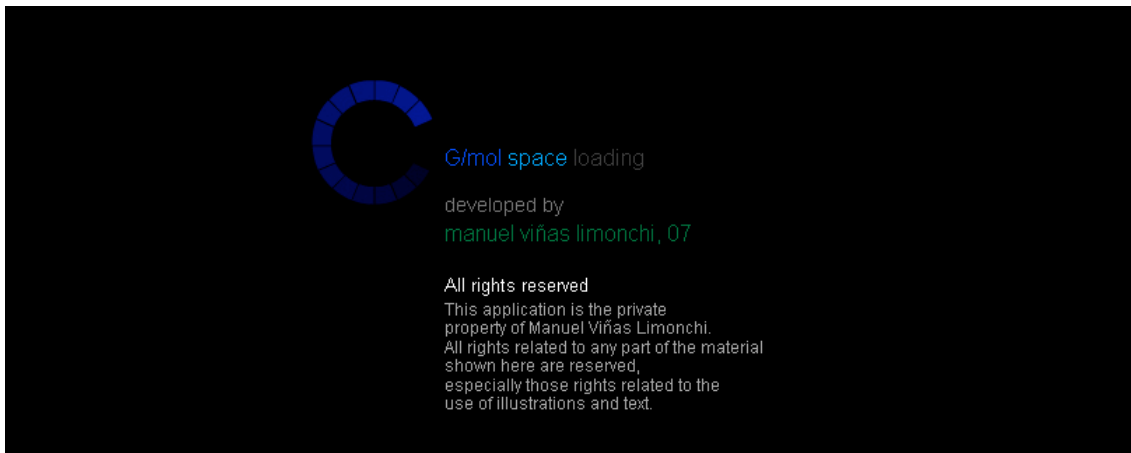 G/mol space loading
developed by
manuel viñas limonchi, 07
All rights reserved
This application is the private
property of Manuel Viñas Limonchi.
All rights related to any part of the material
shown here are reserved,
especially those rights related to the
use of illustrations and text.